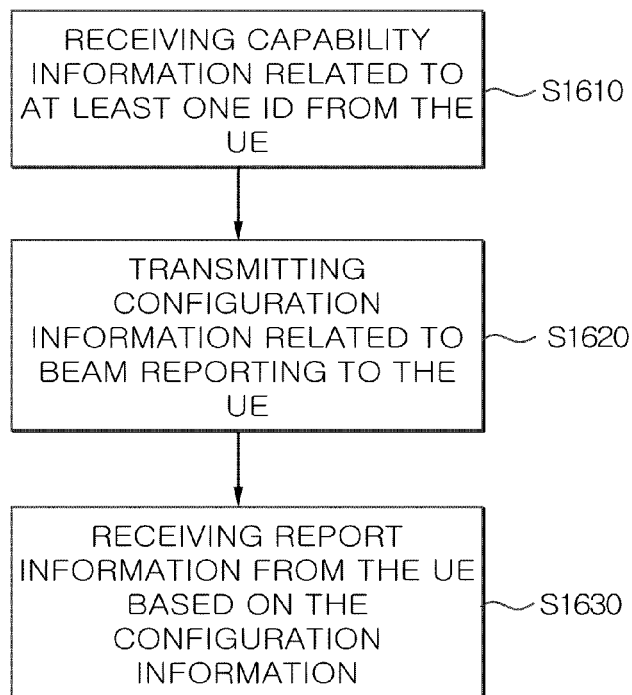 RECEIVING CAPABILITY
INFORMATION RELATED TO
AT LEAST ONE ID FROM THE
UE
S1610
TRANSMITTING
CONFIGURATION
INFORMATION RELATED TO
BEAM REPORTING TO THE
UE
S1620
RECEIVING REPORT
INFORMATION FROM THE UE
BASED ON THE
CONFIGURATION
INFORMATION
S1630